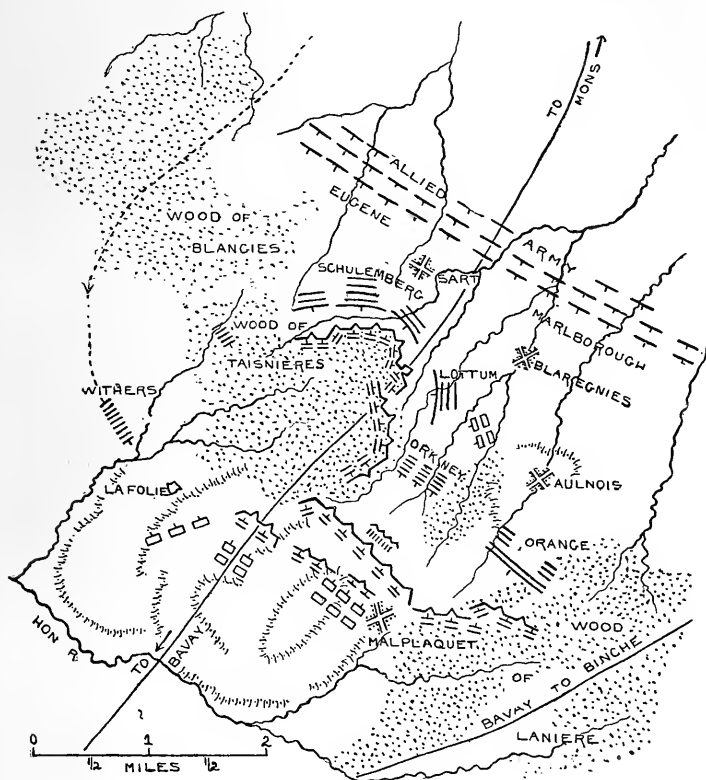 TO MONS
ALLIED ARMY
EUGENE
MARLBOROUGH
WOOD OF
BLANGIES
SCHULEMBERG
SART
WOOD OF
TAISNIERES
LOTTUM
BLAREGNIES
WITHERS
ORKNEY
AULNOIS
LA FOLIE
ORANGE
WOOD
OF
LANIERE
MALPLAQUET
HON R.
TO BAVAY
BAVAY TO BINCHE
0 1 2
1/2 1/2
MILES